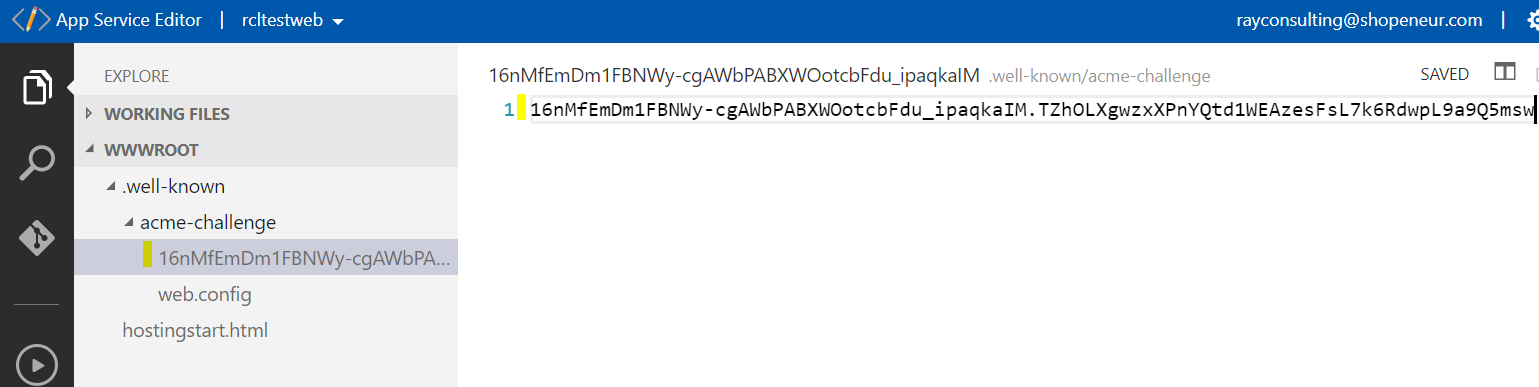 App Service Editor | rcltestweb
rayconsulting@shopeneur.com |
EXPLORE
WORKING FILES
WWWROOT
.well-known
acme-challenge
16nMfEmDm1FBNWy-cgAWbPA...
web.config
hostingstart.html
16nMfEmDm1FBNWy-cgAWbPABXWOotcbFdu_ipaqkaIM .well-known/acme-challenge
SAVED
1 16nMfEmDm1FBNWy-cgAWbPABXWOotcbFdu_ipaqkaIM.TZhOLXgwzxXPnYQtd1WEAzesFsL7k6RdwpL9a9Q5msw